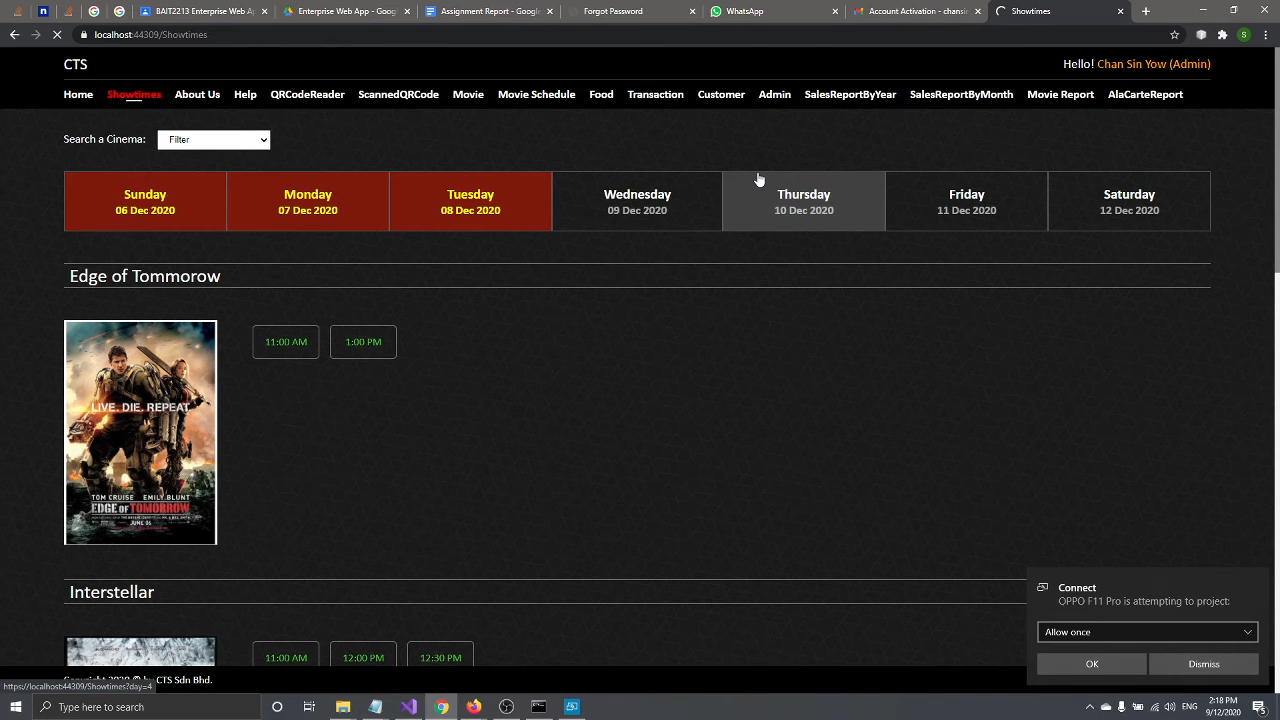 BAIT2213 Enterprise Web A
Enterprise Web - Google
Assignment Report - Google
Forgot Password
WhatsApp
Account activation - chansin
Showtimes
localhost:44309/Showtimes
S
CTS
Hello! Chan Sin Yow (Admin)
Home Showtimes About Us Help QRCodeReader ScannedQRCode Movie Movie Schedule Food Transaction Customer Admin SalesReportByYear SalesReportByMonth Movie Report AlaCarteReport
Search a Cinema: Filter
Sunday Monday Tuesday Wednesday Thursday Friday Saturday
06 Dec 2020 07 Dec 2020 08 Dec 2020 09 Dec 2020 10 Dec 2020 11 Dec 2020 12 Dec 2020
Edge of Tommorow
11:00 AM 1:00 PM
LIVE. DIE. REPEAT.
TOM CRUISE EMILY BLUNT
EDGE OF TOMORROW
JUNE 06
Interstellar
11:00 AM 12:00 PM 12:30 PM
Connect
OPPO F11 Pro is attempting to project:
Allow once
OK Dismiss
CTS Sdn Bhd.
https://localhost:44309/Showtimes?day=4
Type here to search
ENG
2:18 PM
9/12/2020